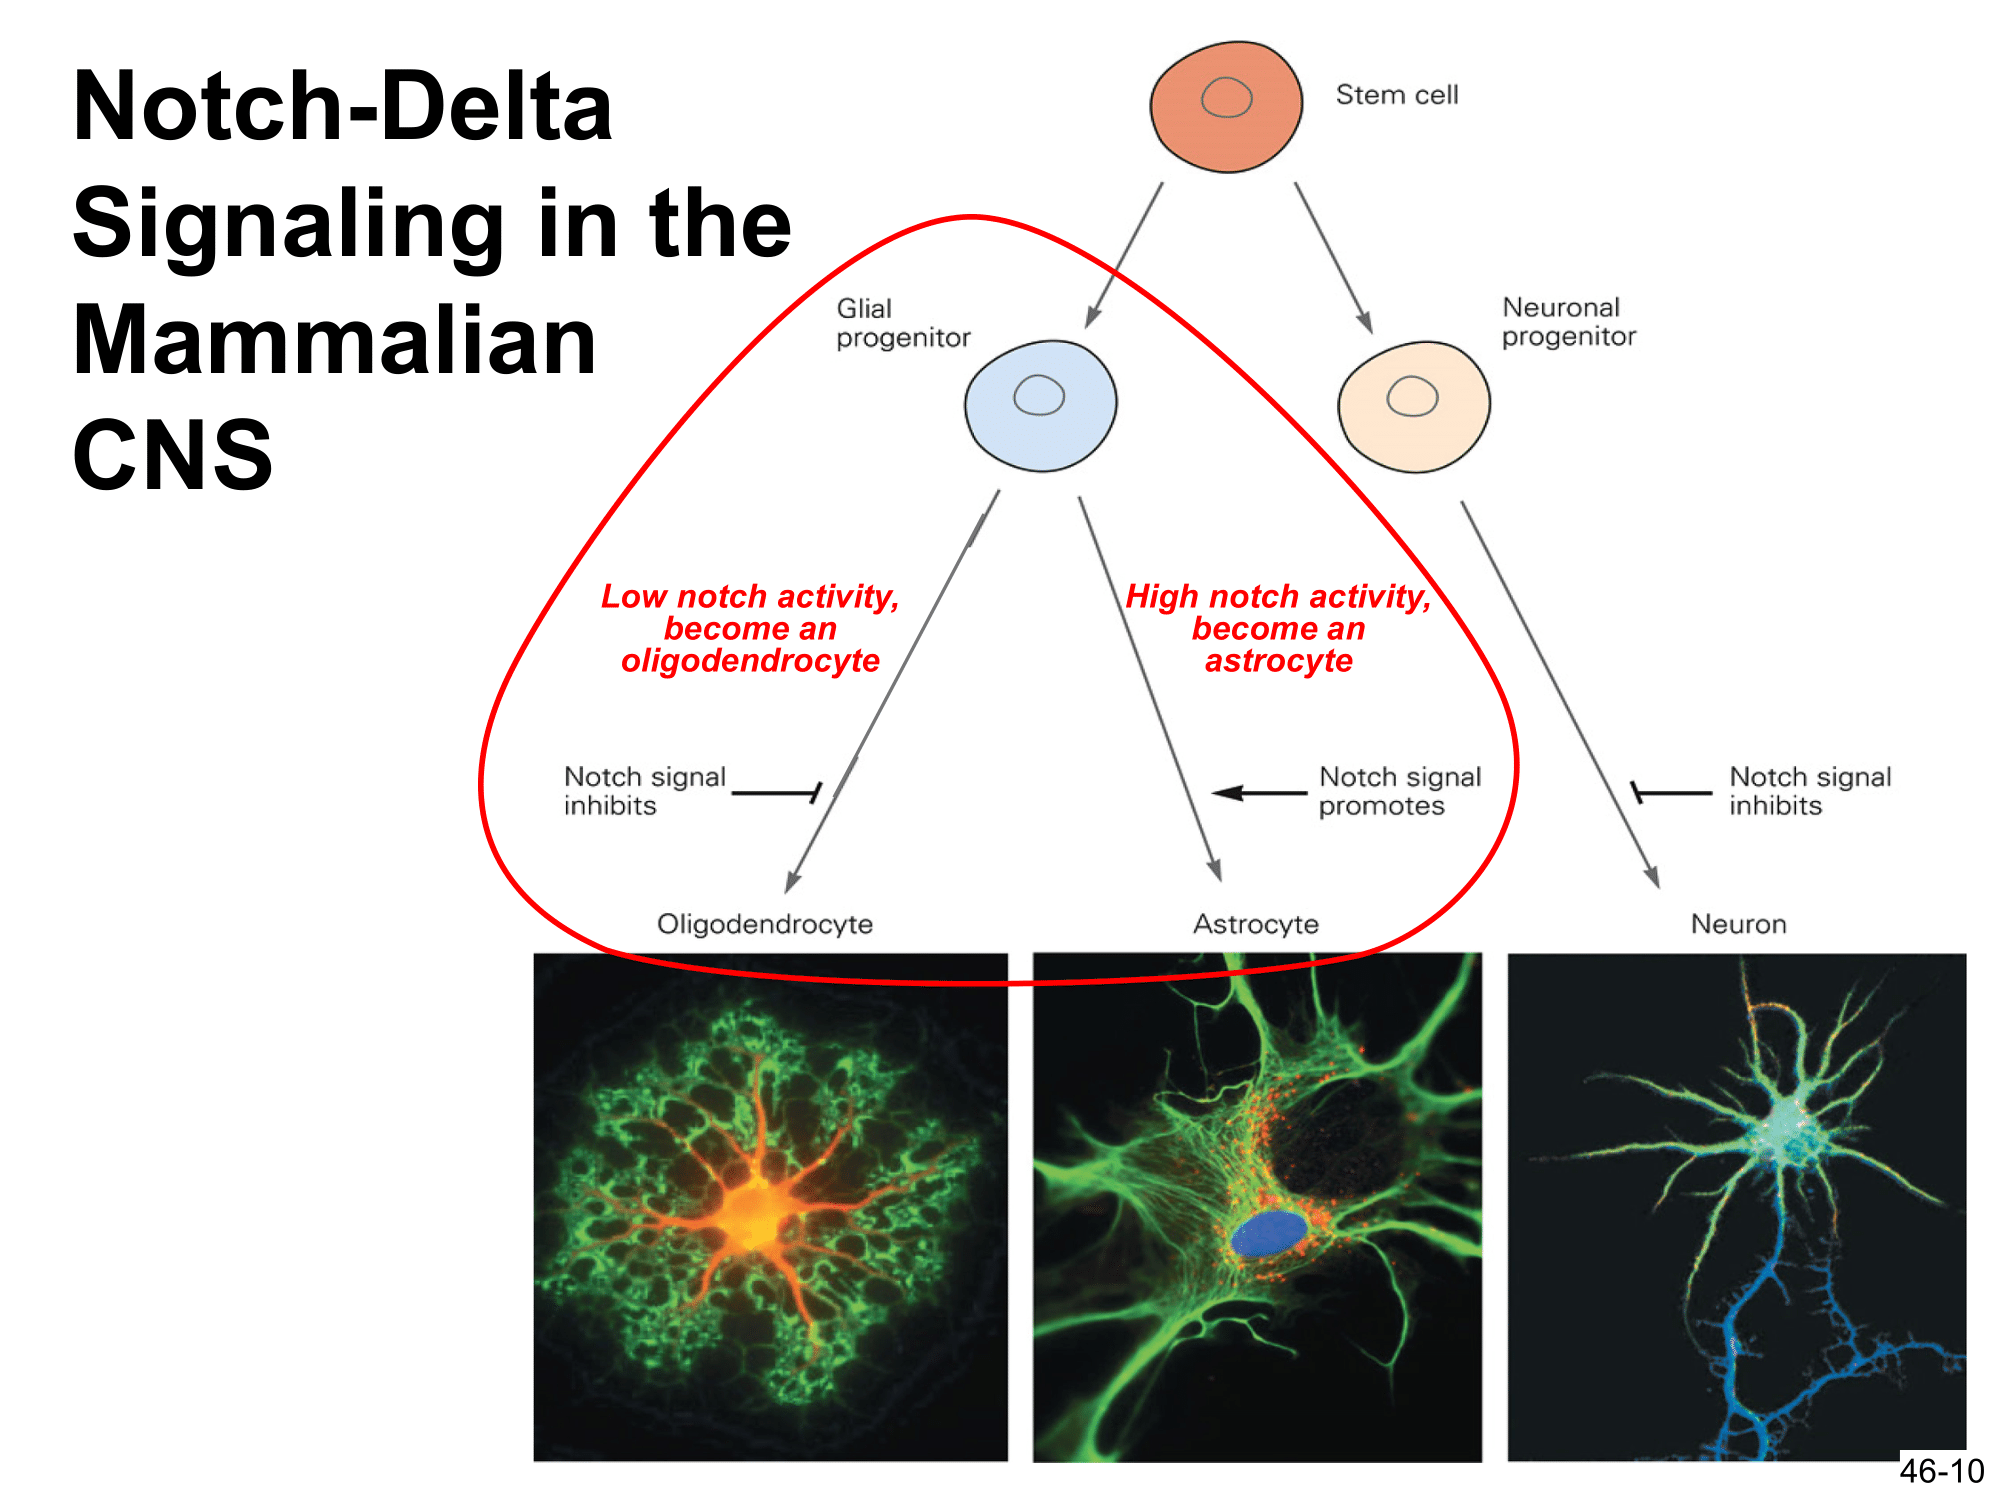 Notch-Delta
Signaling in the
Mammalian
CNS
Stem cell
Glial
progenitor
Neuronal
progenitor
Low notch activity,
become an
oligodendrocyte
High notch activity,
become an
astrocyte
Notch signal
inhibits
Notch signal
promotes
Notch signal
inhibits
Oligodendrocyte
Astrocyte
Neuron
46-10